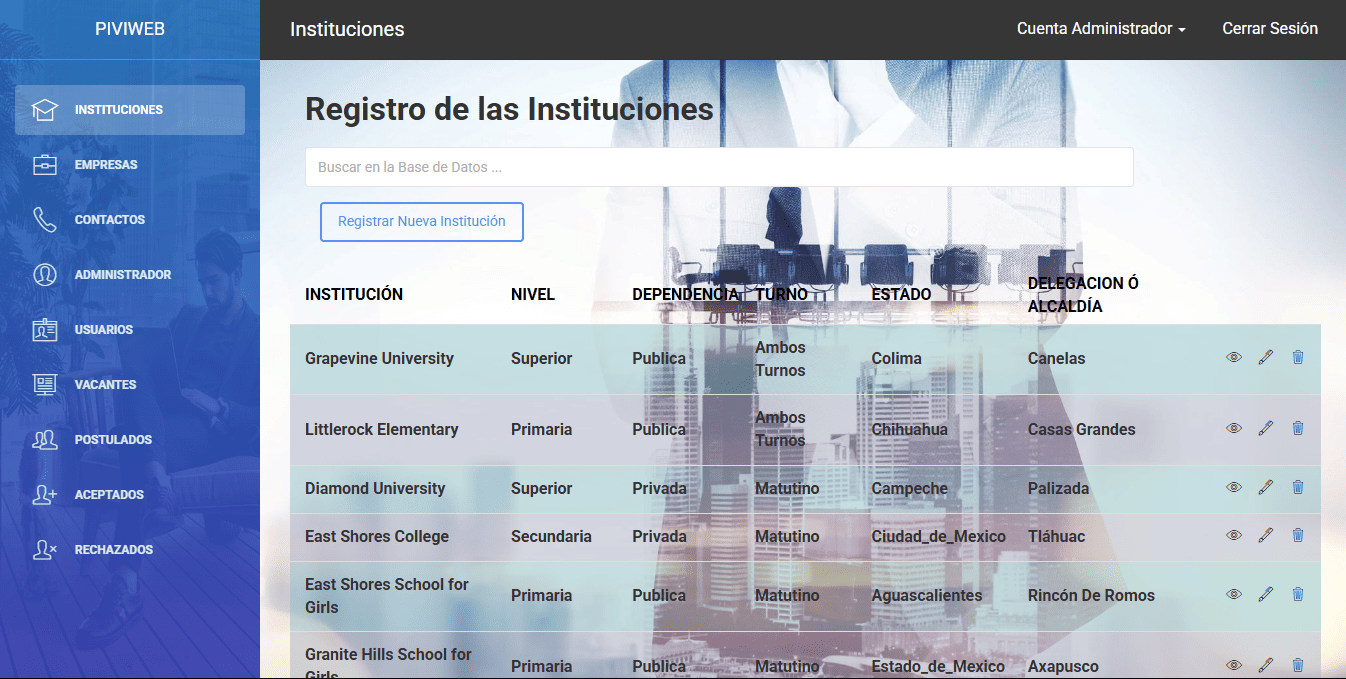 PIVIWEB
INSTITUCIONES
EMPRESAS
CONTACTOS
ADMINISTRADOR
USUARIOS
VACANTES
POSTULADOS
ACEPTADOS
RECHAZADOS
Instituciones Cuenta Administrador Cerrar Sesión
Registro de las Instituciones
Buscar en la Base de Datos ...
Registrar Nueva Institución
INSTITUCIÓN NIVEL DEPENDENCIA TURNO ESTADO DELEGACION Ó
ALCALDÍA
Grapevine University Superior Publica Ambos
Turnos Colima Canelas
Littlerock Elementary Primaria Publica Ambos
Turnos Chihuahua Casas Grandes
Diamond University Superior Privada Matutino Campeche Palizada
East Shores College Secundaria Privada Matutino Ciudad_de_Mexico Tláhuac
East Shores School for
Girls Primaria Publica Matutino Aguascalientes Rincón De Romos
Granite Hills School for
Girls Primaria Publica Matutino Estado_de_Mexico Axapusco